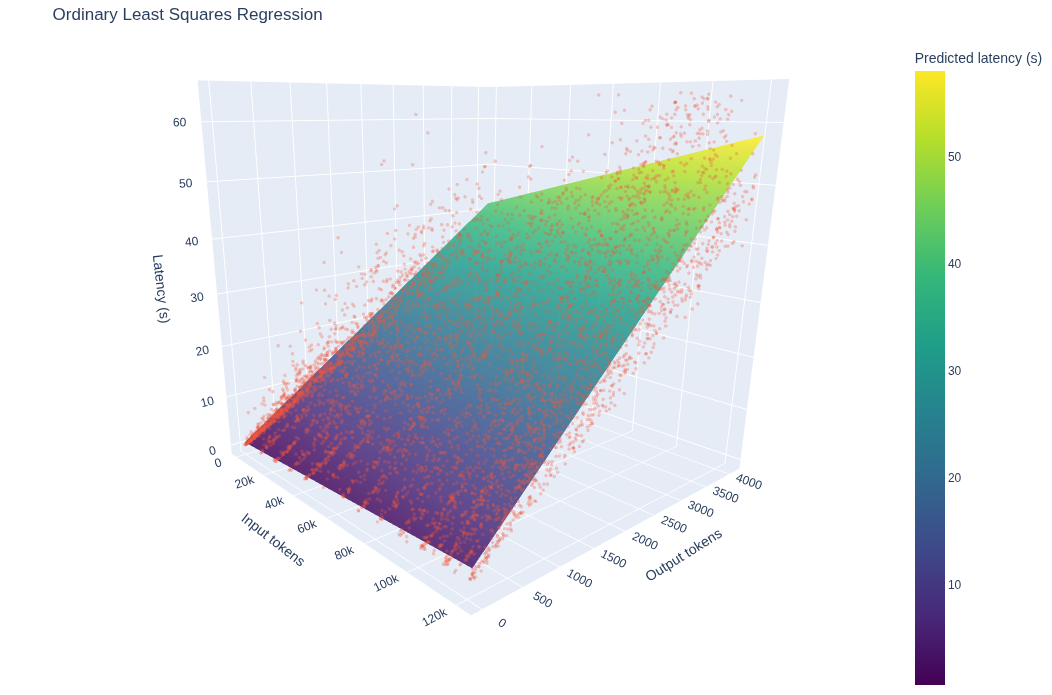 Ordinary Least Squares Regression
Predicted latency (s)
60
50
40
30
20
10
0
Latency (s)
0
20k
40k
60k
80k
100k
120k
Input tokens
0
500
1000
1500
2000
2500
3000
3500
4000
Output tokens
50
40
30
20
10